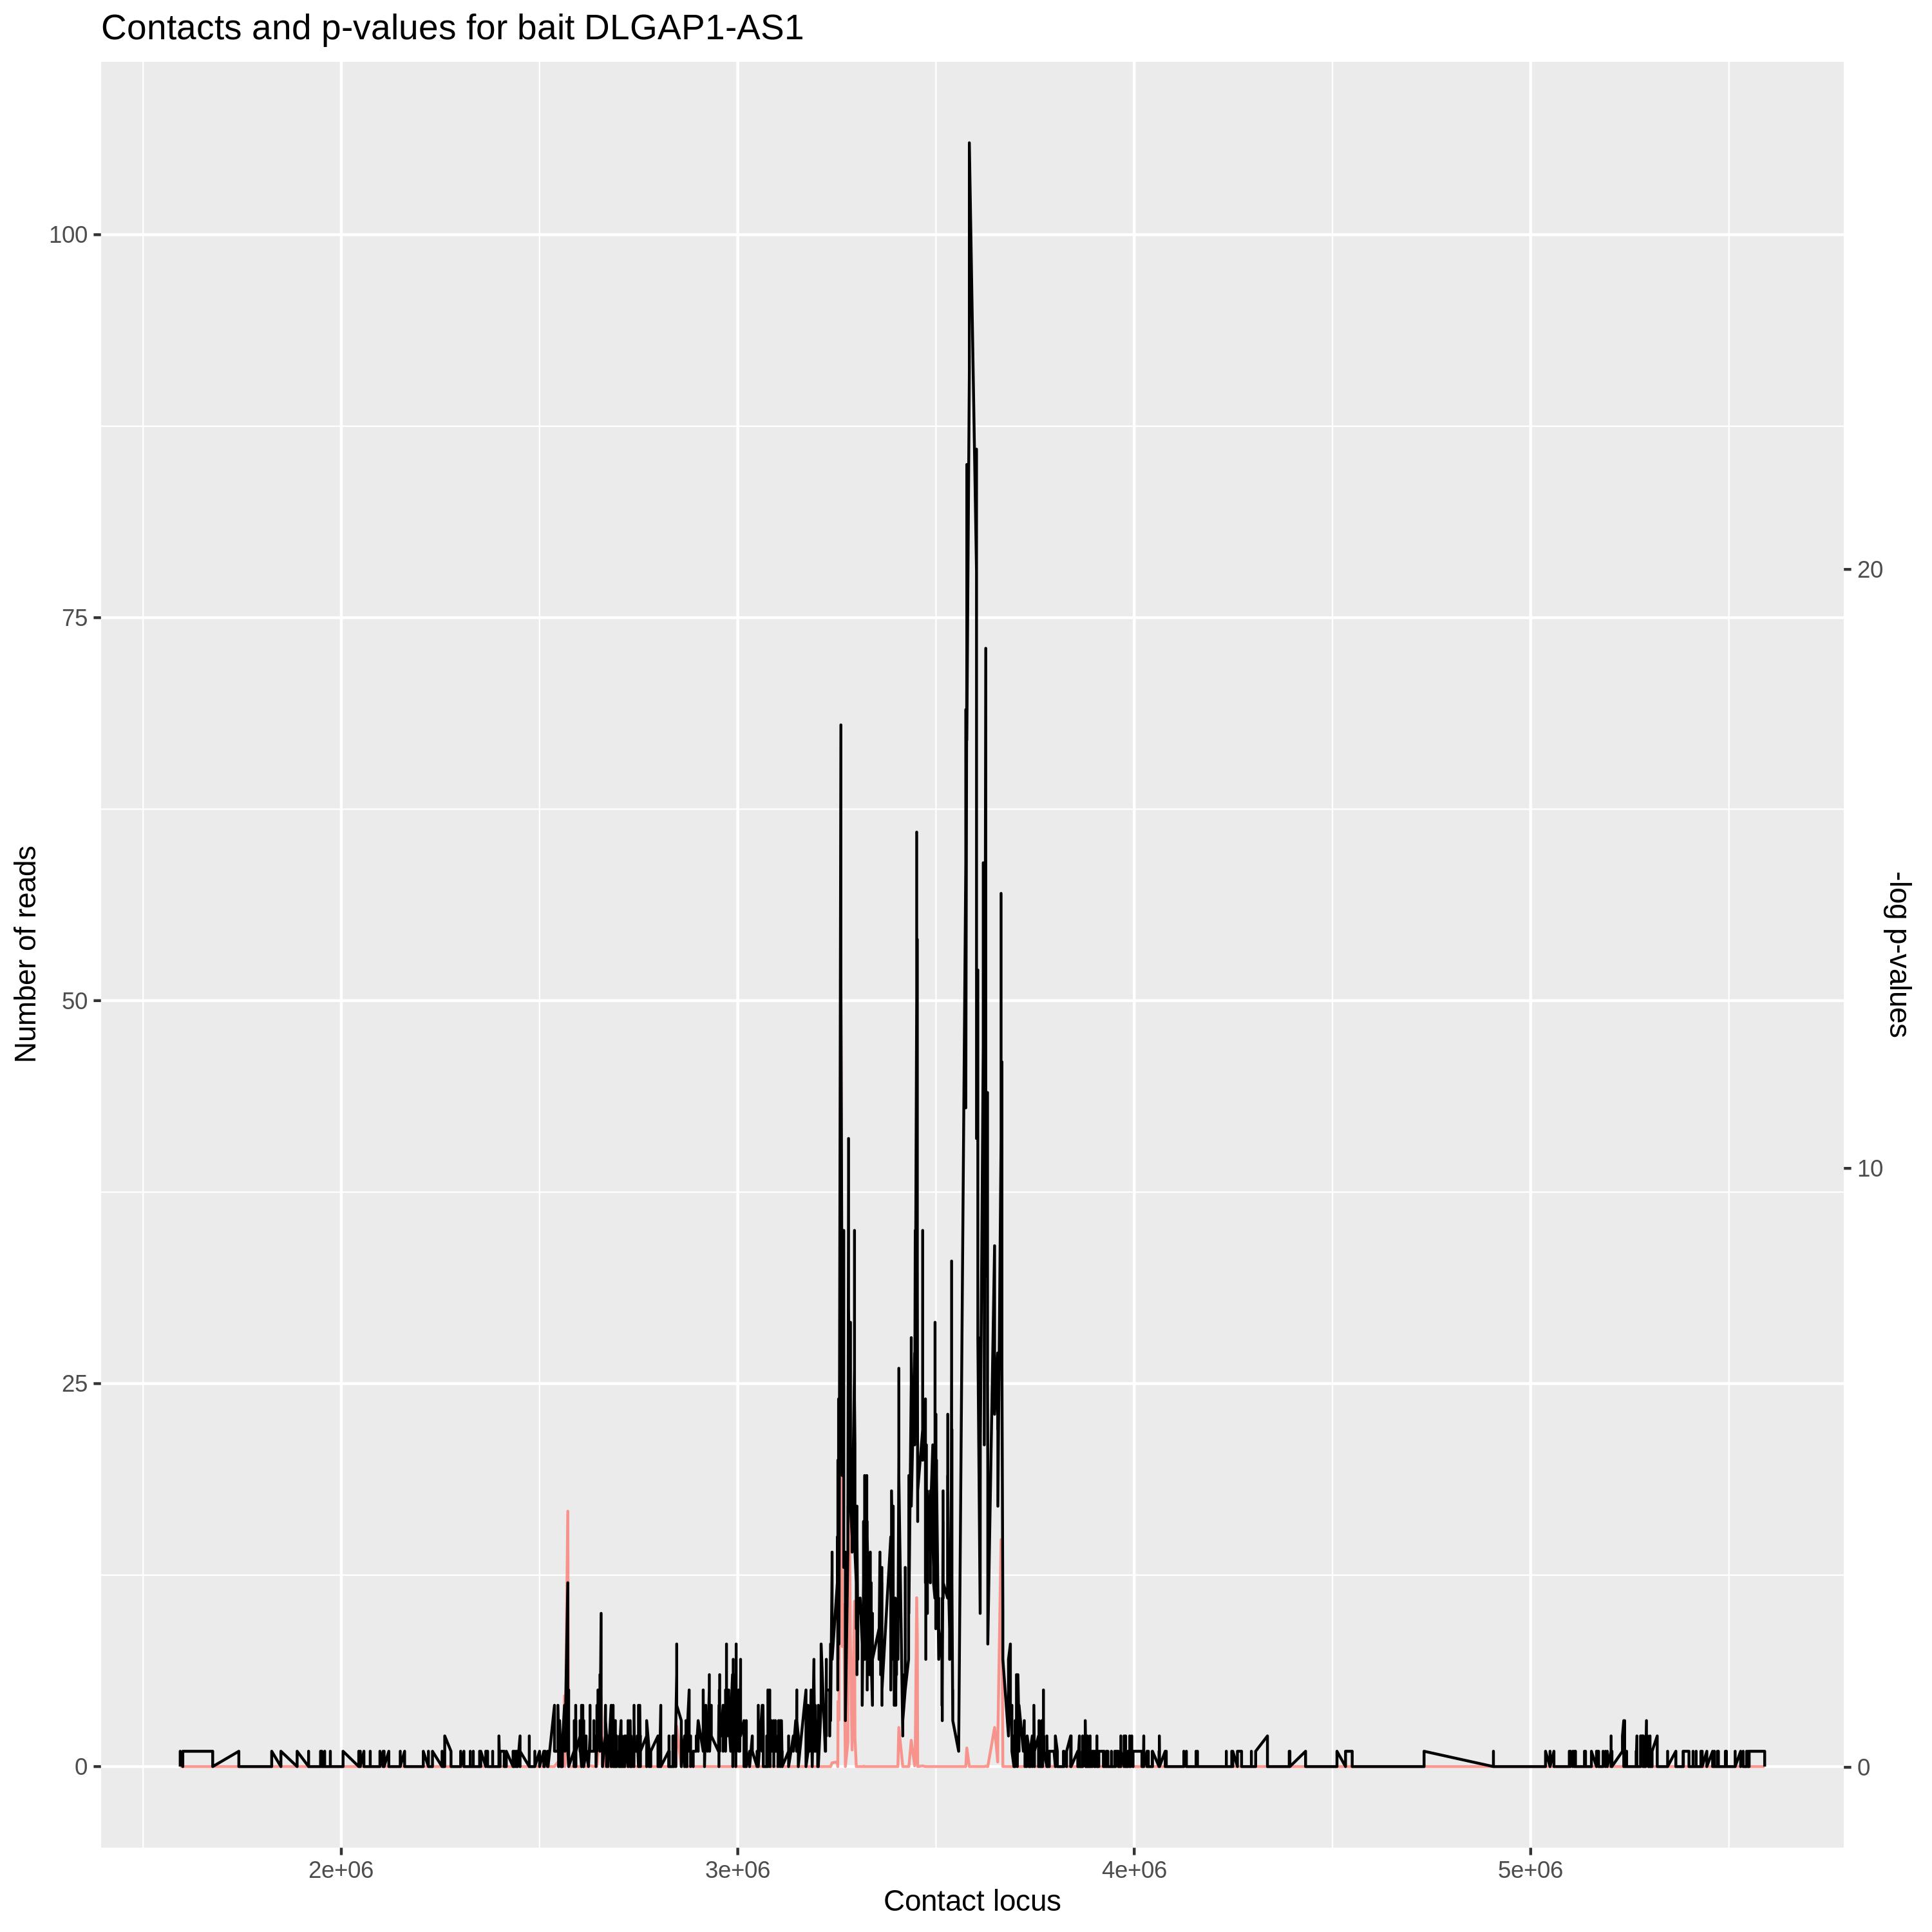 Contacts and p-values for bait DLGAP1-AS1
100
75
50
25
0
Number of reads
20
10
0
-log p-values
2e+06
3e+06
4e+06
5e+06
Contact locus